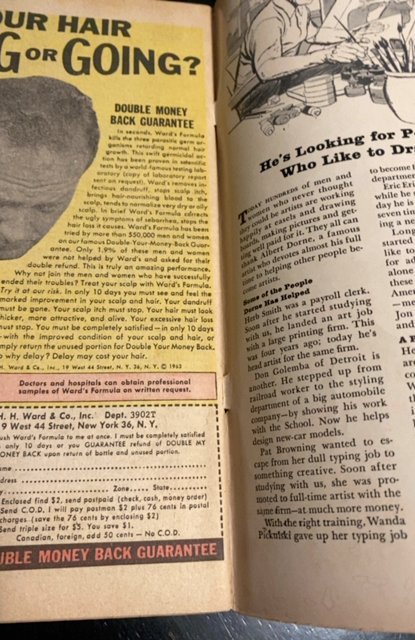 OUR HAIR
G OR GOING?
DOUBLE MONEY
BACK GUARANTEE
In seconds, Ward's Formula
kills the three parasitic germ or-
ganisms retarding normal hair
growth. This swift germicidal ac-
tion has been proven in scientific
tests by a world-famous testing lab-
oratory (copy of laboratory report
sent on request). Ward's removes in-
fectious dandruff, stops scalp itch,
brings hair-nourishing blood to the
scalp, tends to normalize very dry or oily
scalp. In brief Ward's Formula corrects
the ugly symptoms of seborrhea, stops the
hair loss it causes. Ward's Formula has been
tried by more than 550,000 men and women
on our famous Double-Your-Money-Back Guar-
antee. Only 1.9% of these men and women
were not helped by Ward's and asked for their
double refund. This is truly an amazing performance.
Why not join the men and women who have successfully
ended their troubles? Treat your scalp with Ward's Formula.
Try it at our risk. In only 10 days you must see and feel the
marked improvement in your scalp and hair. Your dandruff
must be gone. Your scalp itch must stop. Your hair must look
thicker, more attractive, and alive. Your excessive hair loss
must stop. You must be completely satisfied—in only 10 days
—with the improved condition of your scalp and hair, or
simply return the unused portion for Double Your Money Back.
o why delay? Delay may cost your hair.
H. H. Ward & Co., Inc., 19 West 44 Street, N. Y. 36, N. Y. © 1963
Doctors and hospitals can obtain professional
samples of Ward's Formula on written request.
H. H. Ward & Co., Inc. Dept. 3902T
9 West 44 Street, New York 36, N. Y.
ush Ward's Formula to me at once. I must be completely satisfied
only 10 days or you GUARANTEE refund of DOUBLE MY
ONEY BACK upon return of bottle and unused portion.
me
dress
y Zone State
Enclosed find $2, send postpaid (check, cash, money order)
Send C.O.D. I will pay postman $2 plus 76 cents in postal
charges (save the 76 cents by enclosing $2)
Send triple size for $5. You save $1.
Canadian, foreign, add 50 cents — No C.O.D.
UBLE MONEY BACK GUARANTEE
He's Looking for P
Who Like to Dra
TODAY HUNDREDS of men and
women who never thought
they could be artists are working
happily at easels and drawing
boards, making pictures and get-
ting well paid for it. They can all
thank Albert Dorne, a famous
artist who devotes almost his full
time to helping other people be-
come artists.
Some of the People
Dorne Has Helped
Herb Smith was a payroll clerk.
Soon after he started studying
with us, he landed an art job
with a large printing firm. This
was four years ago; today he's
head artist for the same firm.
Don Golemba of Detroit is
another. He stepped up from
railroad worker to the styling
department of a big automobile
company—by showing his work
with the School. Now he helps
design new-car models.
Pat Browning wanted to es-
cape from her dull typing job to
something creative. Soon after
studying with us, she was pro-
moted to full-time artist with the
same firm—at much more money.
With the right training, Wanda
Pickulski gave up her typing job
to become
department
Eric E
while he
day he is
seven
ing a
long
started
like
for
alon
these
Amer
mor
Jon
and
A F